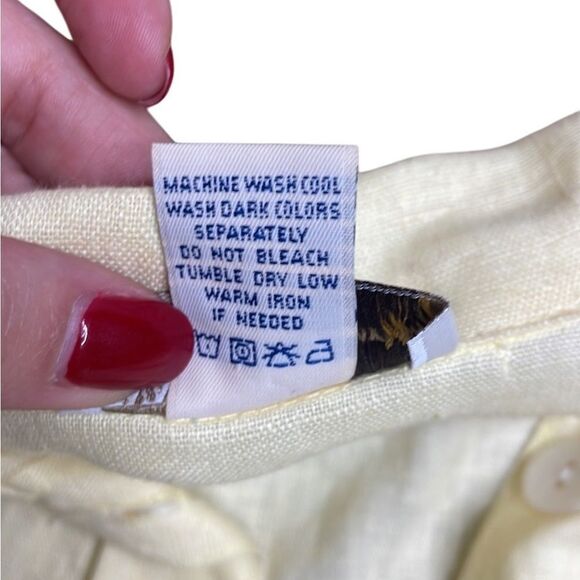 MACHINE WASH COOL
WASH DARK COLORS
SEPARATELY
DO NOT BLEACH
TUMBLE DRY LOW
WARM IRON
IF NEEDED